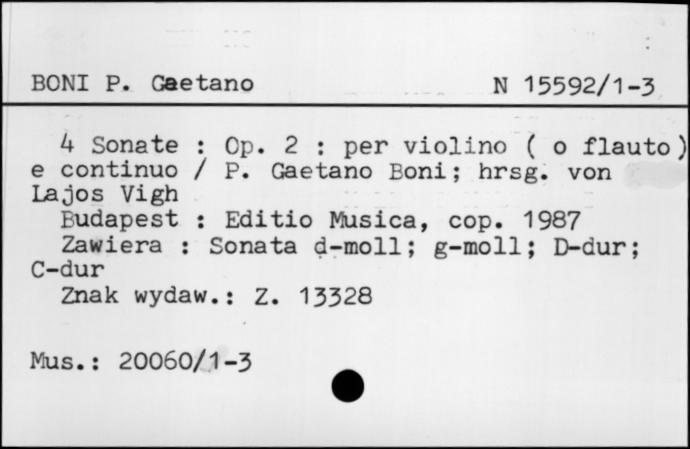 BONI P. Gaetano N 15592/1-3
4 Sonate : Op. 2 : per violino ( o flauto )
e continuo / P. Gaetano Boni; hrsg. von
Lajos Vigh
Budapest : Editio Musica, cop. 1987
Zawiera : Sonata d-moll; g-moll; D-dur;
C-dur
Znak wydaw.: Z. 13328
Mus.: 20060/1-3